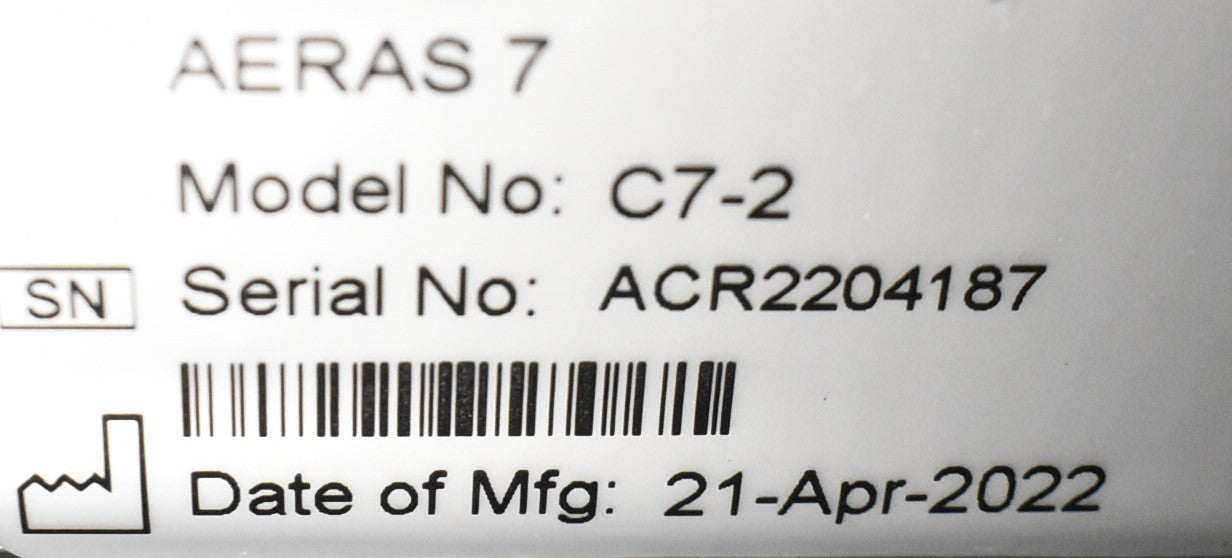 AERAS 7
Model No: C7-2
SN Serial No: ACR2204187
Date of Mfg: 21-Apr-2022